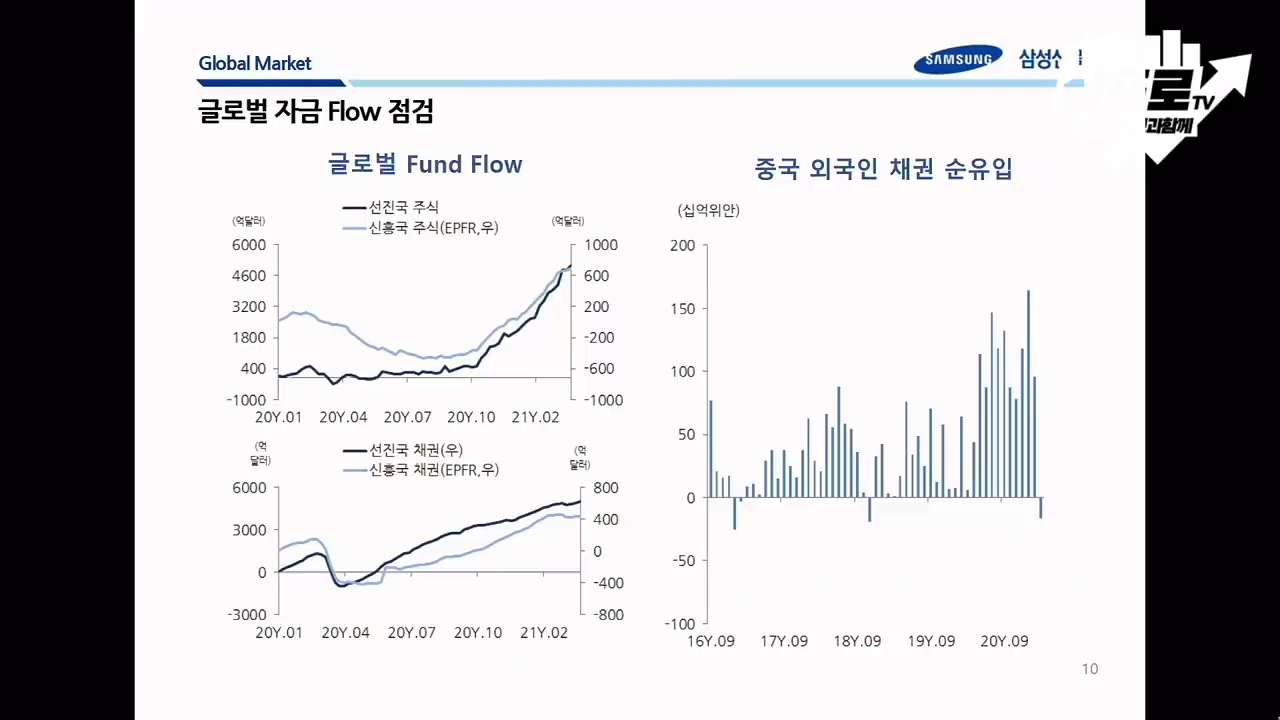 Global Market
SAMSUNG
글로벌 자금 Flow 점검
로TV
과함께
글로벌 Fund Flow
선진국 주식
신흥국 주식(EPFR,우)
(억달러)
(억달러)
6000
4600
3200
1800
400
-1000
1000
600
200
-200
-600
-1000
20Y.01 20Y.04 20Y.07 20Y.10 21Y.02
선진국 채권(우)
신흥국 채권(EPFR,우)
(억
달러)
(억
달러)
6000
3000
0
-3000
800
400
0
-400
-800
20Y.01 20Y.04 20Y.07 20Y.10 21Y.02
중국 외국인 채권 순유입
(십억위안)
200
150
100
50
0
-50
-100
16Y.09 17Y.09 18Y.09 19Y.09 20Y.09
10